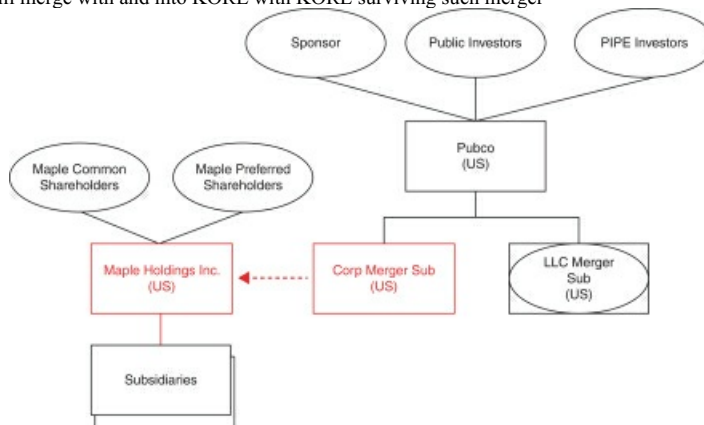 merge with and into KORE with KORE surviving such merger
Sponsor
Public Investors
PIPE Investors
Pubco
(US)
Maple Common
Shareholders
Maple Preferred
Shareholders
Maple Holdings Inc.
(US)
Corp Merger Sub
(US)
LLC Merger
Sub
(US)
Subsidiaries